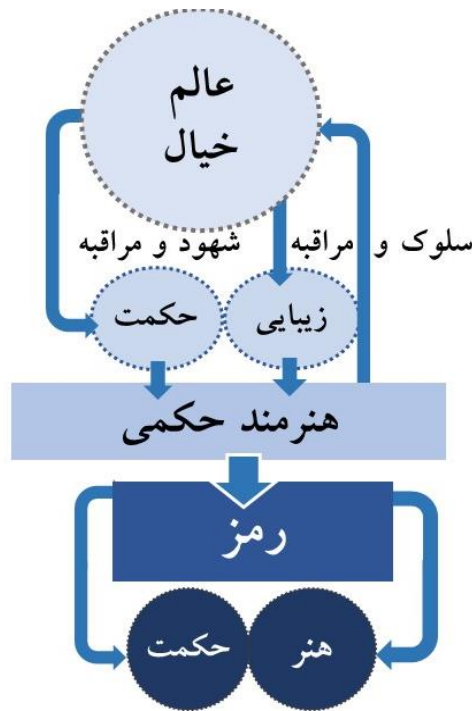 عالم
خیال
سلوک و مراقبه
شهود و مراقبه
زیبایی
حکمت
هنرمند حکمی
رمز
هنر
حکمت